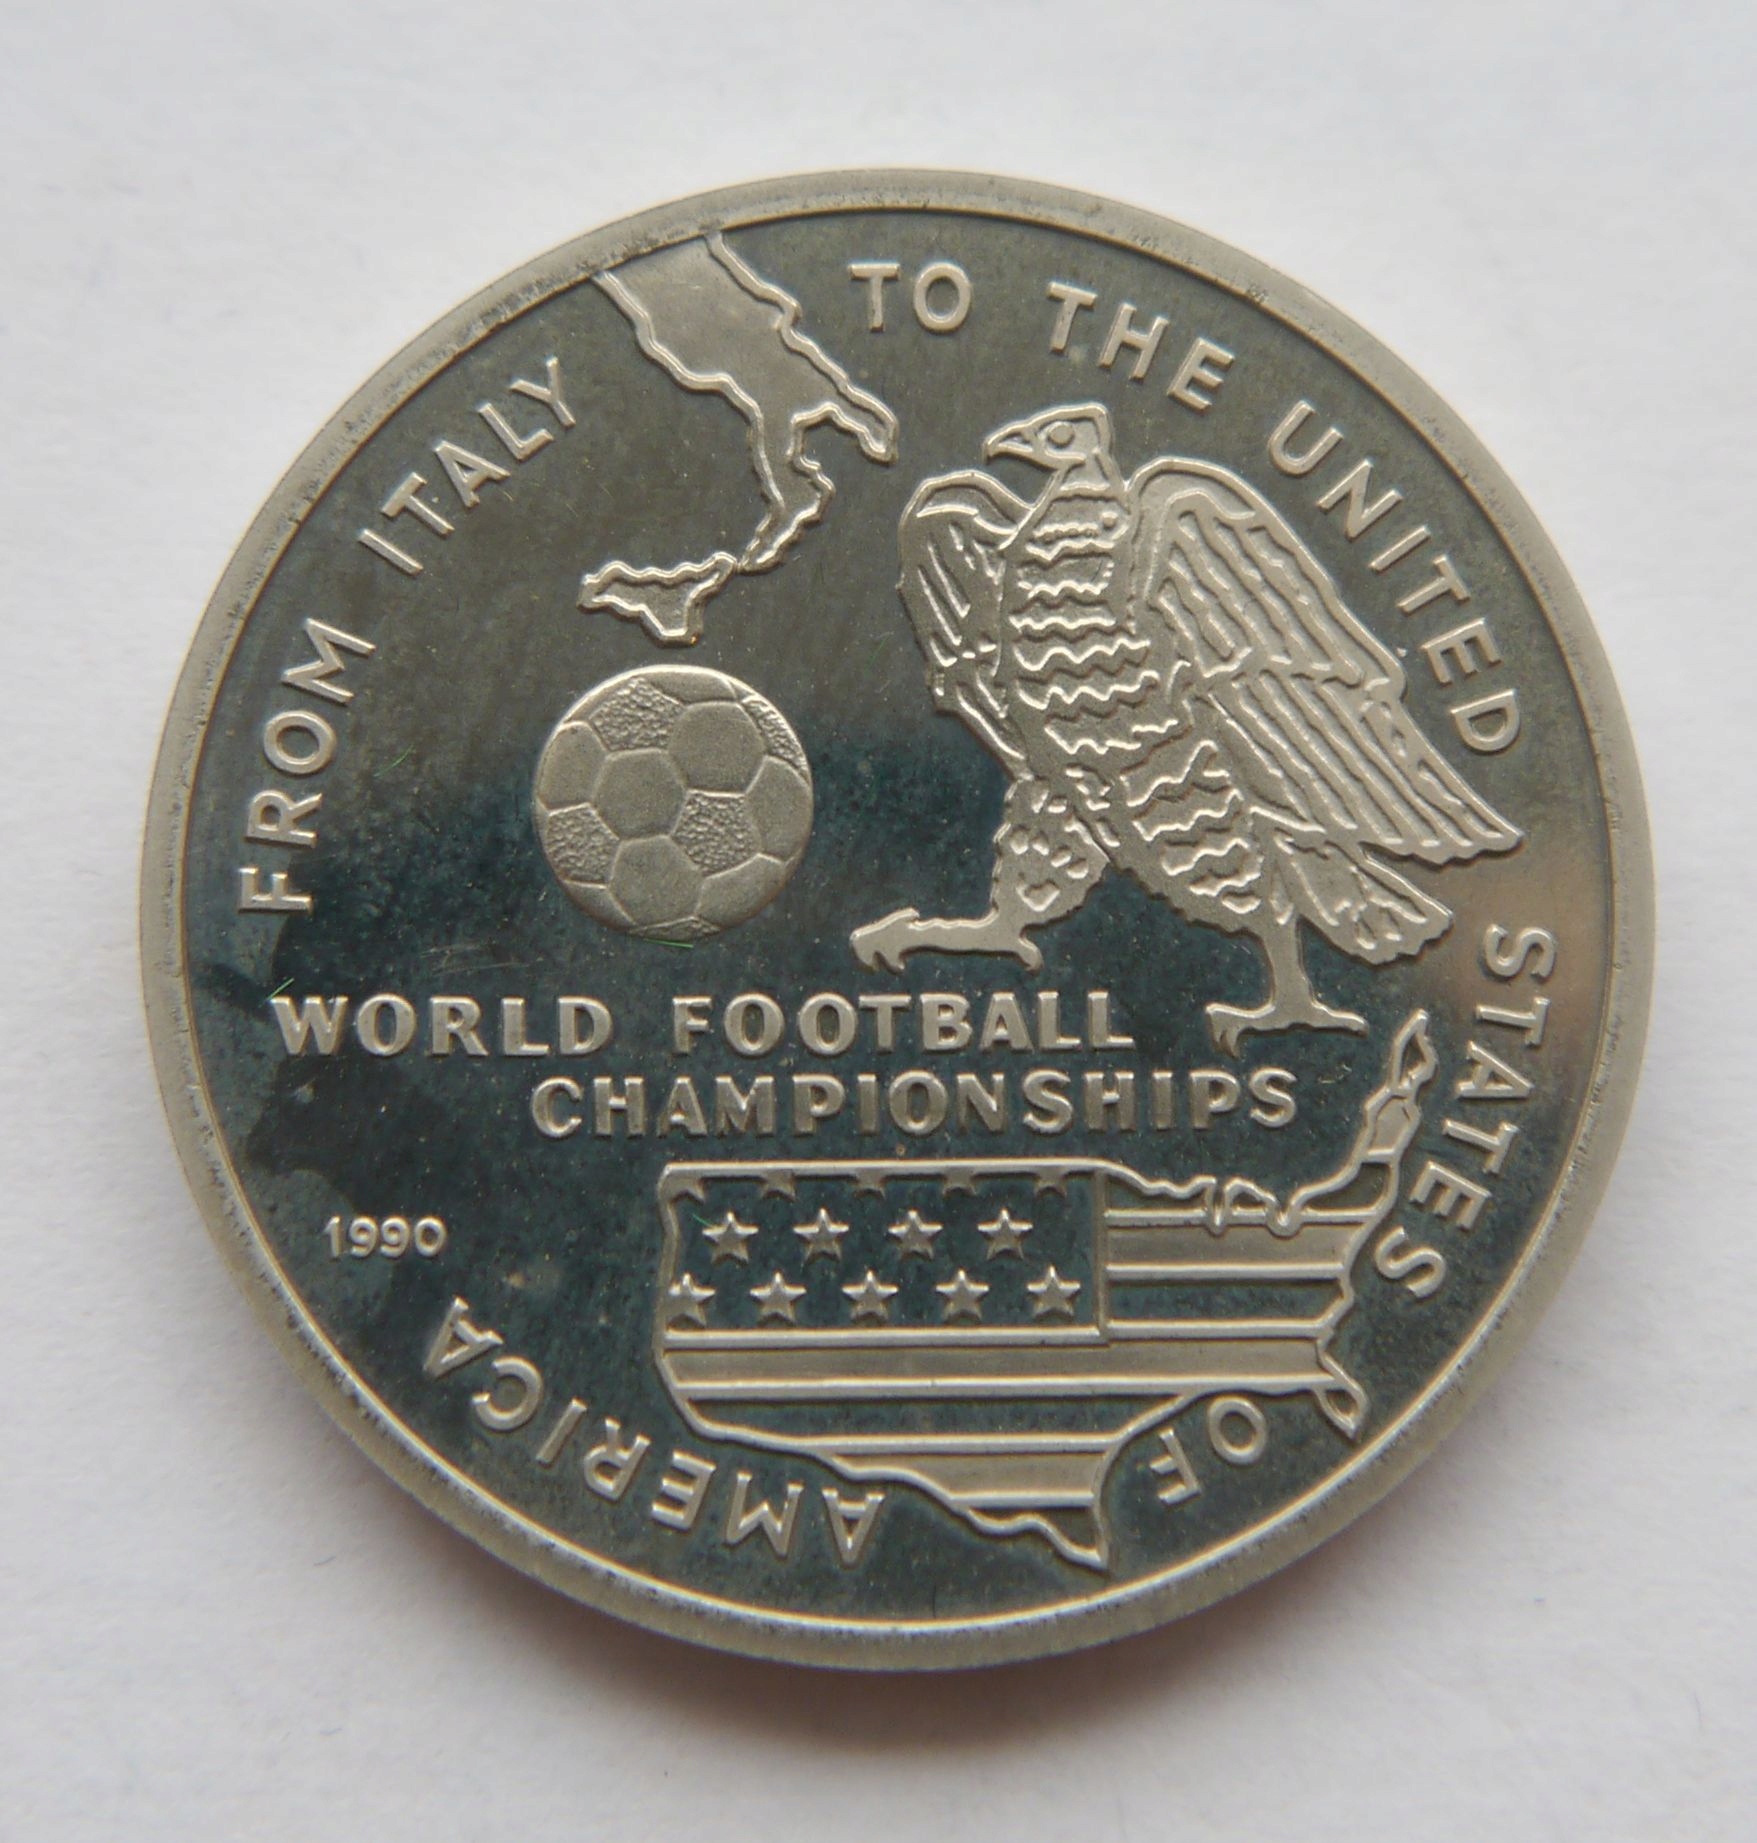 FROM ITALY TO THE UNITED STATES OF AMERICA
WORLD FOOTBALL
CHAMPIONSHIPS
1990